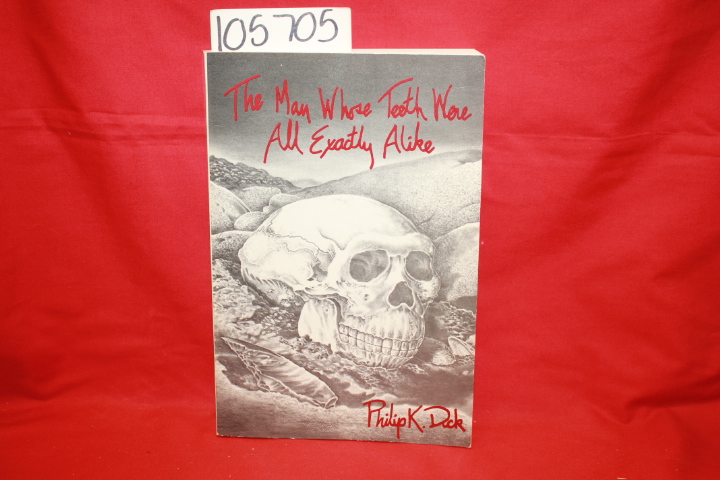 105705
The Man Whose Teeth Were
All Exactly Alike
Philip K. Dick